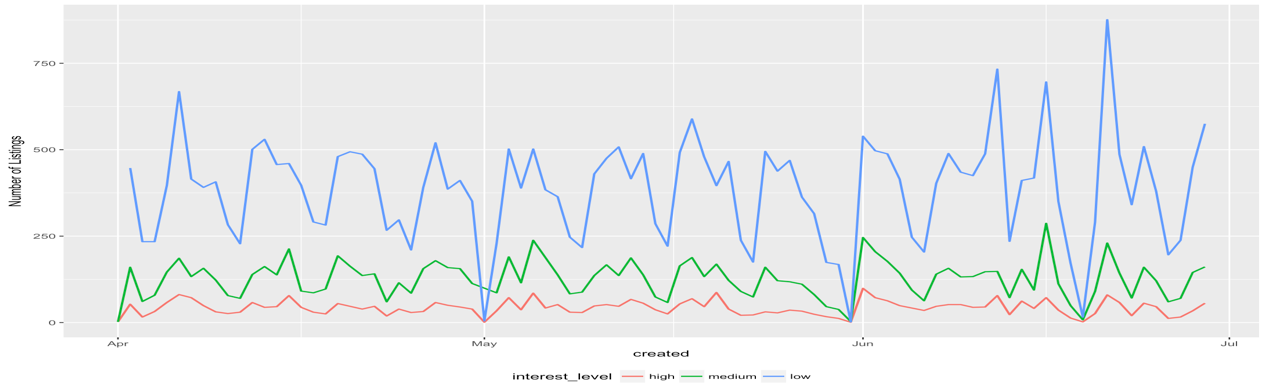 Number of Listings
750
500
250
0
Apr
May
Jun
Jul
created
interest_level high medium low